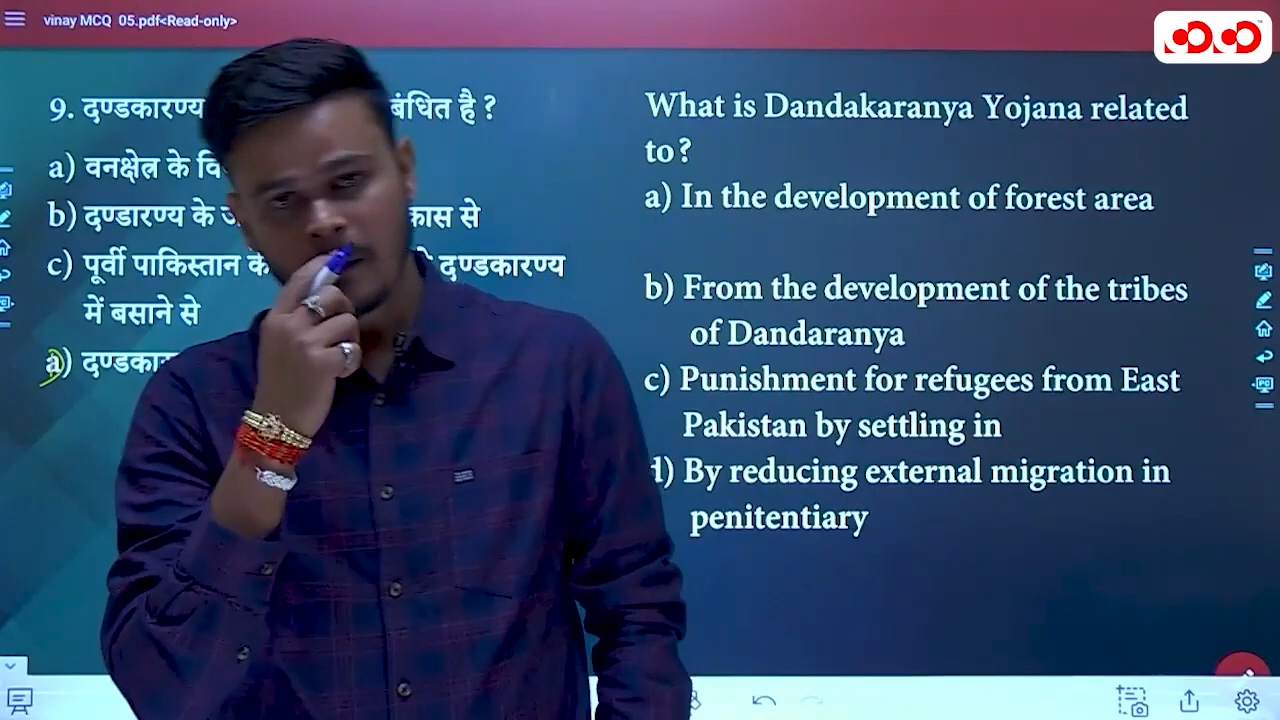 vinay MCQ 05.pdf<Read-only>
9. दण्डकारण्य बंधित है ?
a) वनक्षेत्र के वि
b) दण्डारण्य के कास से
c) पूर्वी पाकिस्तान के दण्डकारण्य
में बसाने से
a) दण्डकार
What is Dandakaranya Yojana related
to?
a) In the development of forest area
b) From the development of the tribes
of Dandaranya
c) Punishment for refugees from East
Pakistan by settling in
d) By reducing external migration in
penitentiary